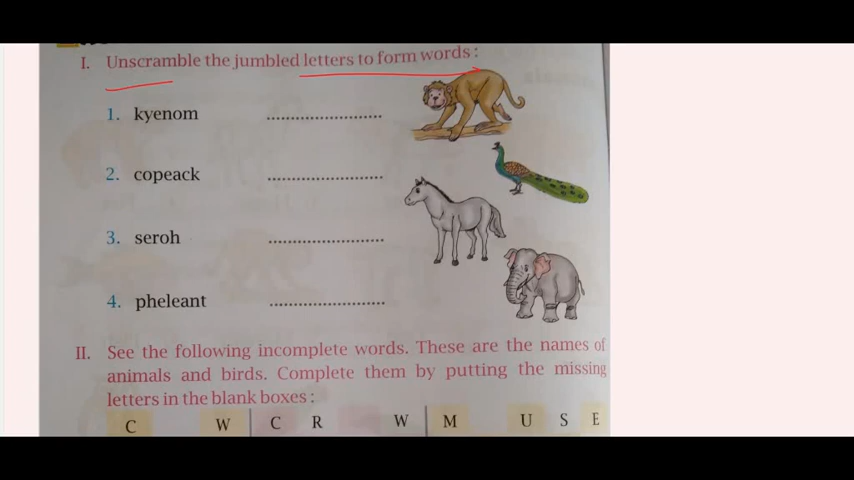 I. Unscramble the jumbled letters to form words :
1. kyenom ........................
2. copeack ........................
3. seroh ........................
4. pheleant ........................
II. See the following incomplete words. These are the names of
animals and birds. Complete them by putting the missing
letters in the blank boxes :
C W C R W M U S E